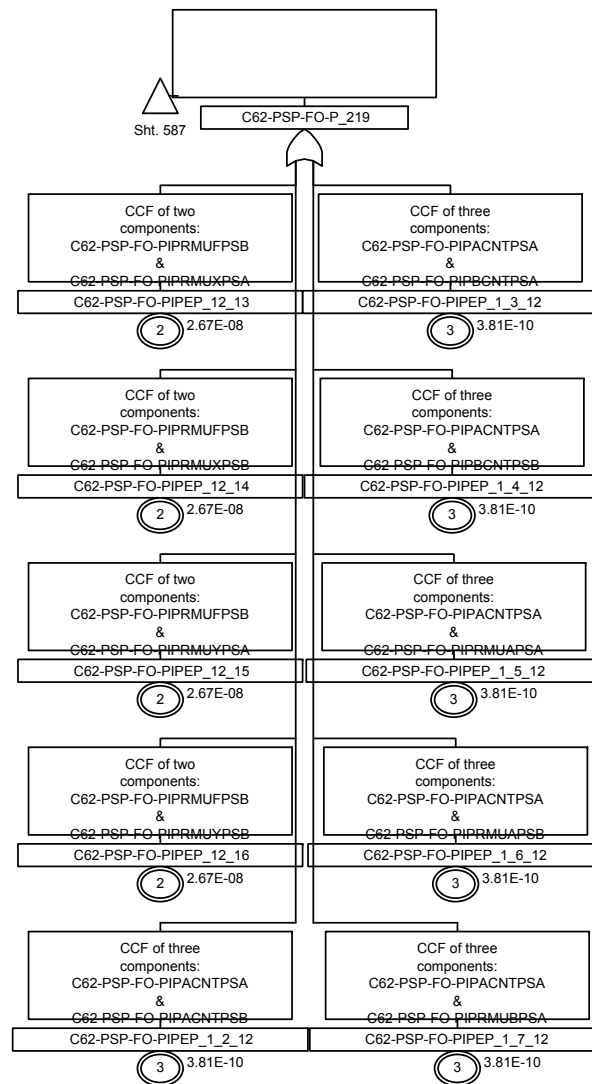 Sht. 587
C62-PSP-FO-P_219
CCF of two
components:
C62-PSP-FO-PIPRMUFPSB
&
C62-PSP-FO-PIPRMUXPSA
C62-PSP-FO-PIPEP_12_13
2
2.67E-08
CCF of three
components:
C62-PSP-FO-PIPACNTPSA
&
C62-PSP-FO-PIPBCNTPSA
C62-PSP-FO-PIPEP_1_3_12
3
3.81E-10
CCF of two
components:
C62-PSP-FO-PIPRMUFPSB
&
C62-PSP-FO-PIPRMUXPSB
C62-PSP-FO-PIPEP_12_14
2
2.67E-08
CCF of three
components:
C62-PSP-FO-PIPACNTPSA
&
C62-PSP-FO-PIPBCNTPSB
C62-PSP-FO-PIPEP_1_4_12
3
3.81E-10
CCF of two
components:
C62-PSP-FO-PIPRMUFPSB
&
C62-PSP-FO-PIPRMUYPSA
C62-PSP-FO-PIPEP_12_15
2
2.67E-08
CCF of three
components:
C62-PSP-FO-PIPACNTPSA
&
C62-PSP-FO-PIPRMUAPSA
C62-PSP-FO-PIPEP_1_5_12
3
3.81E-10
CCF of two
components:
C62-PSP-FO-PIPRMUFPSB
&
C62-PSP-FO-PIPRMUYPSB
C62-PSP-FO-PIPEP_12_16
2
2.67E-08
CCF of three
components:
C62-PSP-FO-PIPACNTPSA
&
C62-PSP-FO-PIPRMUAPSB
C62-PSP-FO-PIPEP_1_6_12
3
3.81E-10
CCF of three
components:
C62-PSP-FO-PIPACNTPSA
&
C62-PSP-FO-PIPACNTPSB
C62-PSP-FO-PIPEP_1_2_12
3
3.81E-10
CCF of three
components:
C62-PSP-FO-PIPACNTPSA
&
C62-PSP-FO-PIPRMUBPSA
C62-PSP-FO-PIPEP_1_7_12
3
3.81E-10